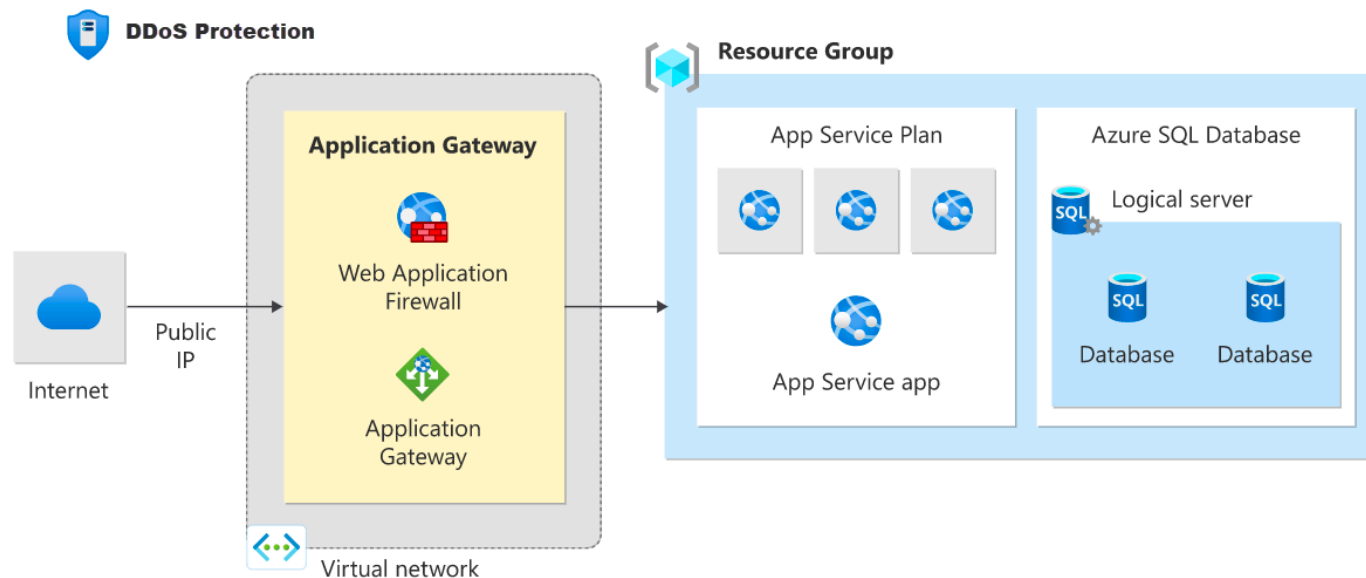 DDoS Protection
Resource Group
Application Gateway
Web Application
Firewall
Application
Gateway
Virtual network
Public
IP
Internet
App Service Plan
App Service app
Azure SQL Database
SQL
Logical server
SQL
Database
SQL
Database